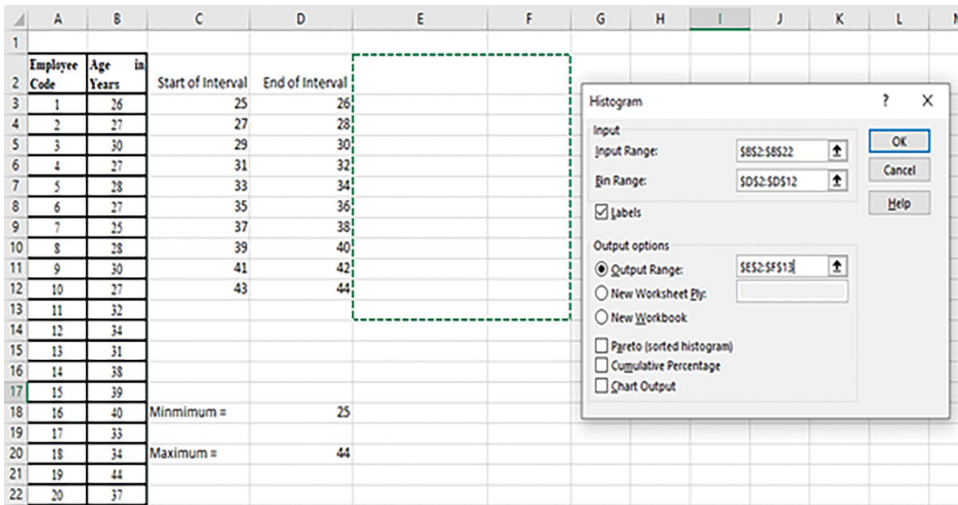 A B C D E F G H I J K L
1
Employee Age in
2 Code Years Start of Interval End of Interval
3 1 26 25 26
4 2 27 27 28
5 3 30 29 30
6 4 27 31 32
7 5 28 33 34
8 6 27 35 36
9 7 25 37 38
10 8 28 39 40
11 9 30 41 42
12 10 27 43 44
13 11 32
14 12 34
15 13 31
16 14 38
17 15 39
18 16 40 Minmimum = 25
19 17 33
20 18 34 Maximum = 44
21 19 44
22 20 37
Histogram ? X
Input
Input Range: $B$2:$B$22
Bin Range: $D$2:$D$12
Labels
OK
Cancel
Help
Output options
Output Range: $E$2:$F$13
New Worksheet Ply:
New Workbook
Pareto (sorted histogram)
Cumulative Percentage
Chart Output